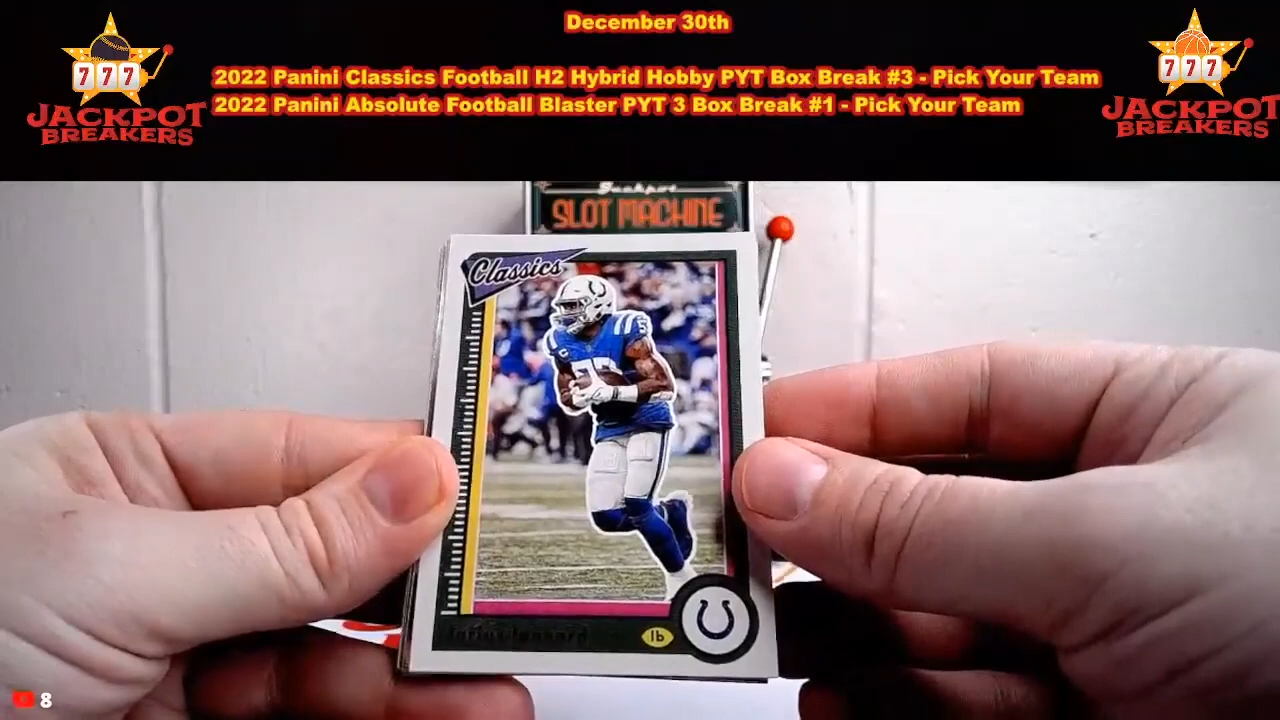 December 30th
2022 Panini Classics Football H2 Hybrid Hobby PYT Box Break #3 - Pick Your Team
2022 Panini Absolute Football Blaster PYT 3 Box Break #1 - Pick Your Team
777
JACKPOT
BREAKERS
777
JACKPOT
BREAKERS
Jackpot
SLOT MACHINE
Classics
lb
8